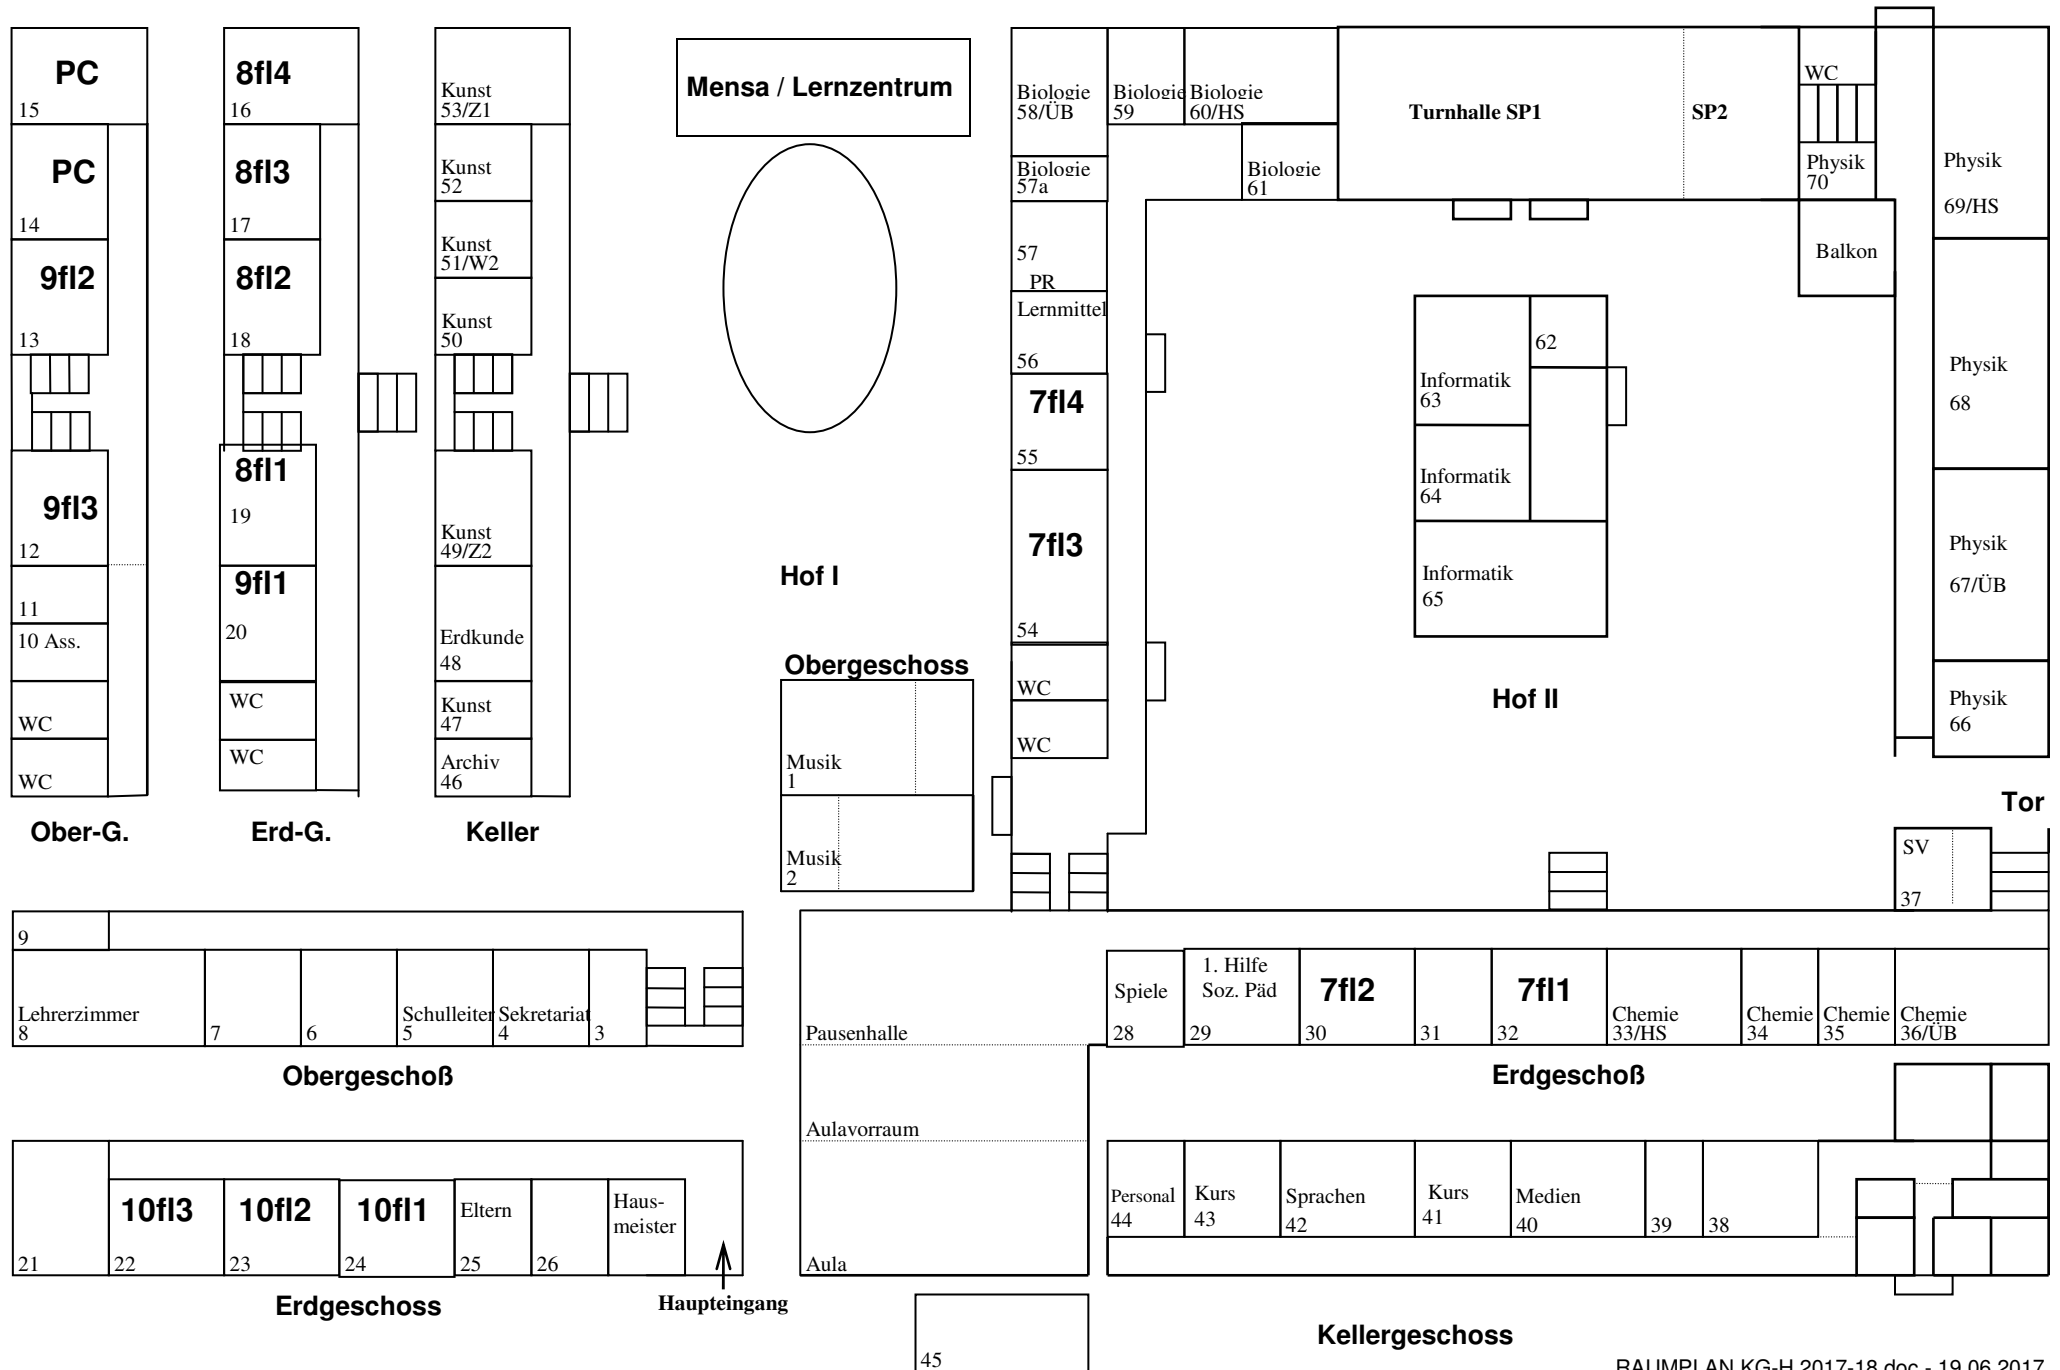 PC
15
PC
14
9fl2
13
9fl3
12
11
10 Ass.
WC
WC
Ober-G.
8fl4
16
8fl3
17
8fl2
18
8fl1
19
9fl1
20
WC
WC
Erd-G.
Kunst
53/Z1
Kunst
52
Kunst
51/W2
Kunst
50
Kunst
49/Z2
Erdkunde
48
Kunst
47
Archiv
46
Keller
Mensa / Lernzentrum
Hof I
Obergeschoss
Musik
1
Musik
2
Biologie
58/ÜB
Biologie
59
Biologie
60/HS
Biologie
57a
Biologie
61
57
PR
Lernmittel
56
7fl4
55
7fl3
54
WC
WC
Turnhalle SP1
SP2
WC
Physik
70
Balkon
Physik
69/HS
Physik
68
Physik
67/ÜB
Physik
66
62
Informatik
63
Informatik
64
Informatik
65
Hof II
Tor
SV
37
9
Lehrerzimmer
8
7
6
Schulleiter
5
Sekretariat
4
3
Obergeschoß
Pausenhalle
Aulavorraum
Aula
Spiele
28
1. Hilfe
Soz. Päd
29
7fl2
30
31
7fl1
32
Chemie
33/HS
Chemie
34
Chemie
35
Chemie
36/ÜB
Erdgeschoß
21
10fl3
22
10fl2
23
10fl1
24
Eltern
25
26
Haus-
meister
Erdgeschoss
Haupteingang
Personal
44
Kurs
43
Sprachen
42
Kurs
41
Medien
40
39
38
45
Kellergeschoss
RAUMPLAN KG-H 2017-18.doc - 19.06.2017